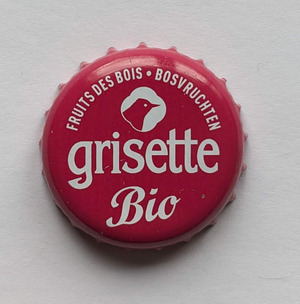 FRUITS DES BOIS • BOSVRUCHTEN
grisette
Bio